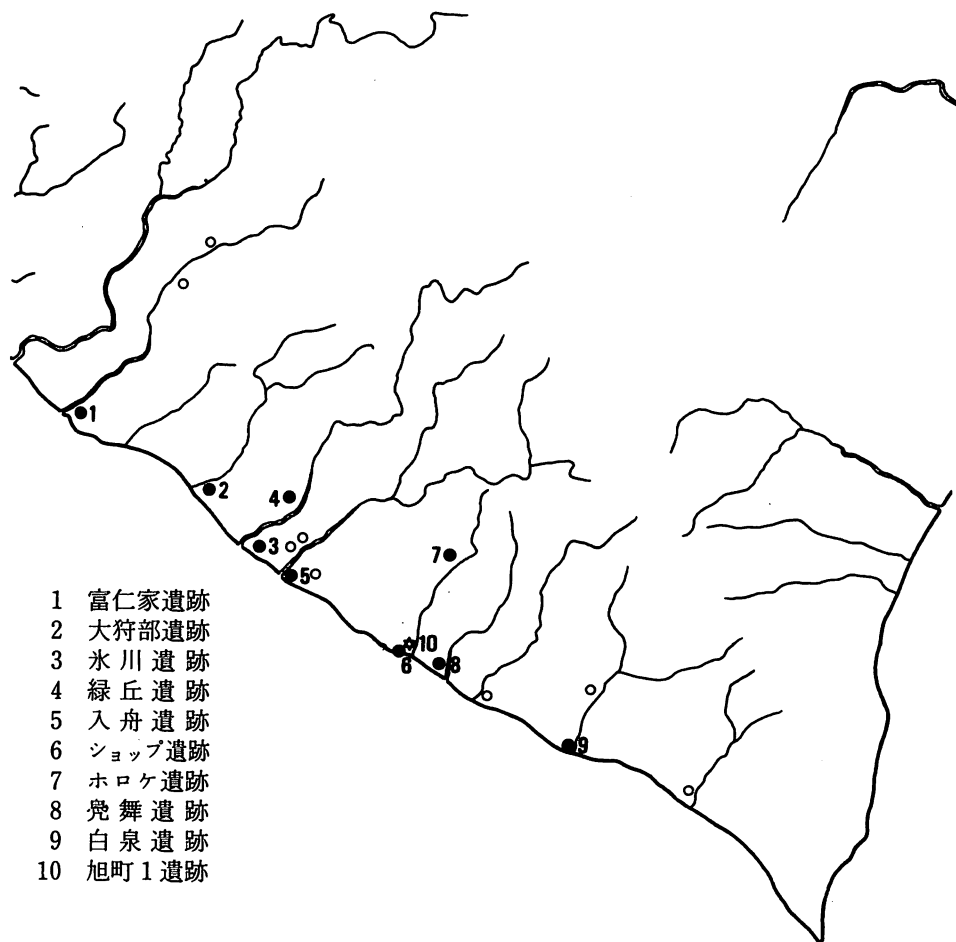 1
2
4
3
5
7
10
6
8
9
1 富仁家遺跡
2 大狩部遺跡
3 氷川遺跡
4 緑丘遺跡
5 入舟遺跡
6 ショップ遺跡
7 ホロケ遺跡
8 鳧舞遺跡
9 白泉遺跡
10 旭町1遺跡